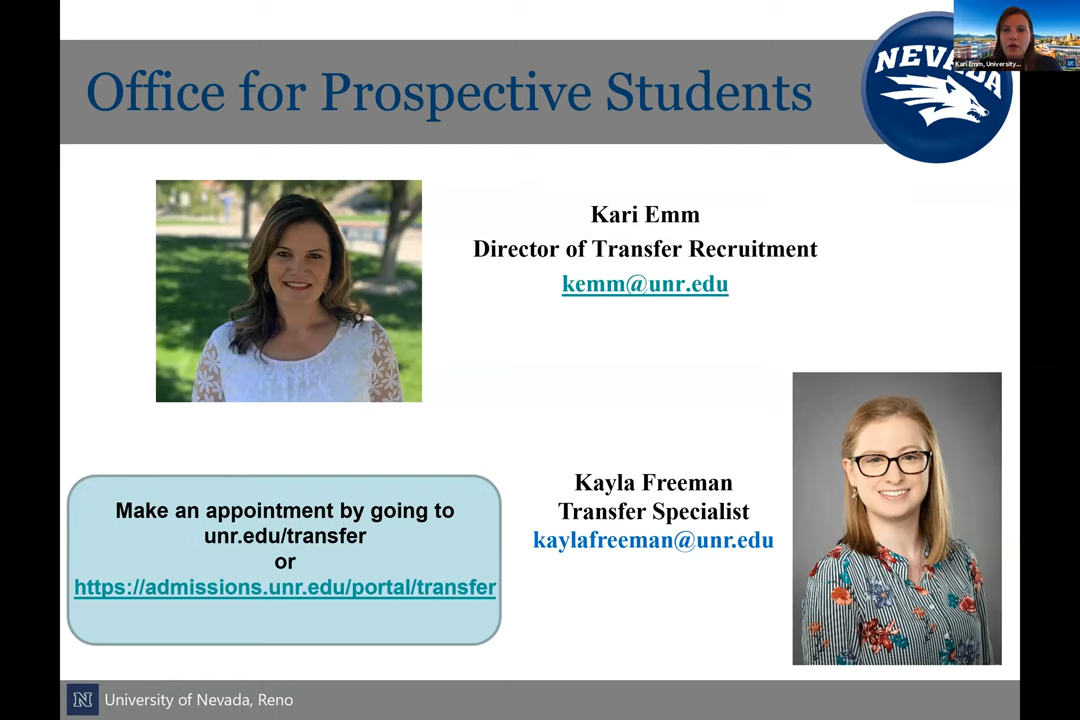 Office for Prospective Students
NEVADA
Kari Emm, University...
Kari Emm
Director of Transfer Recruitment
kemm@unr.edu
Kayla Freeman
Transfer Specialist
kaylafreeman@unr.edu
Make an appointment by going to
unr.edu/transfer
or
https://admissions.unr.edu/portal/transfer
N University of Nevada, Reno